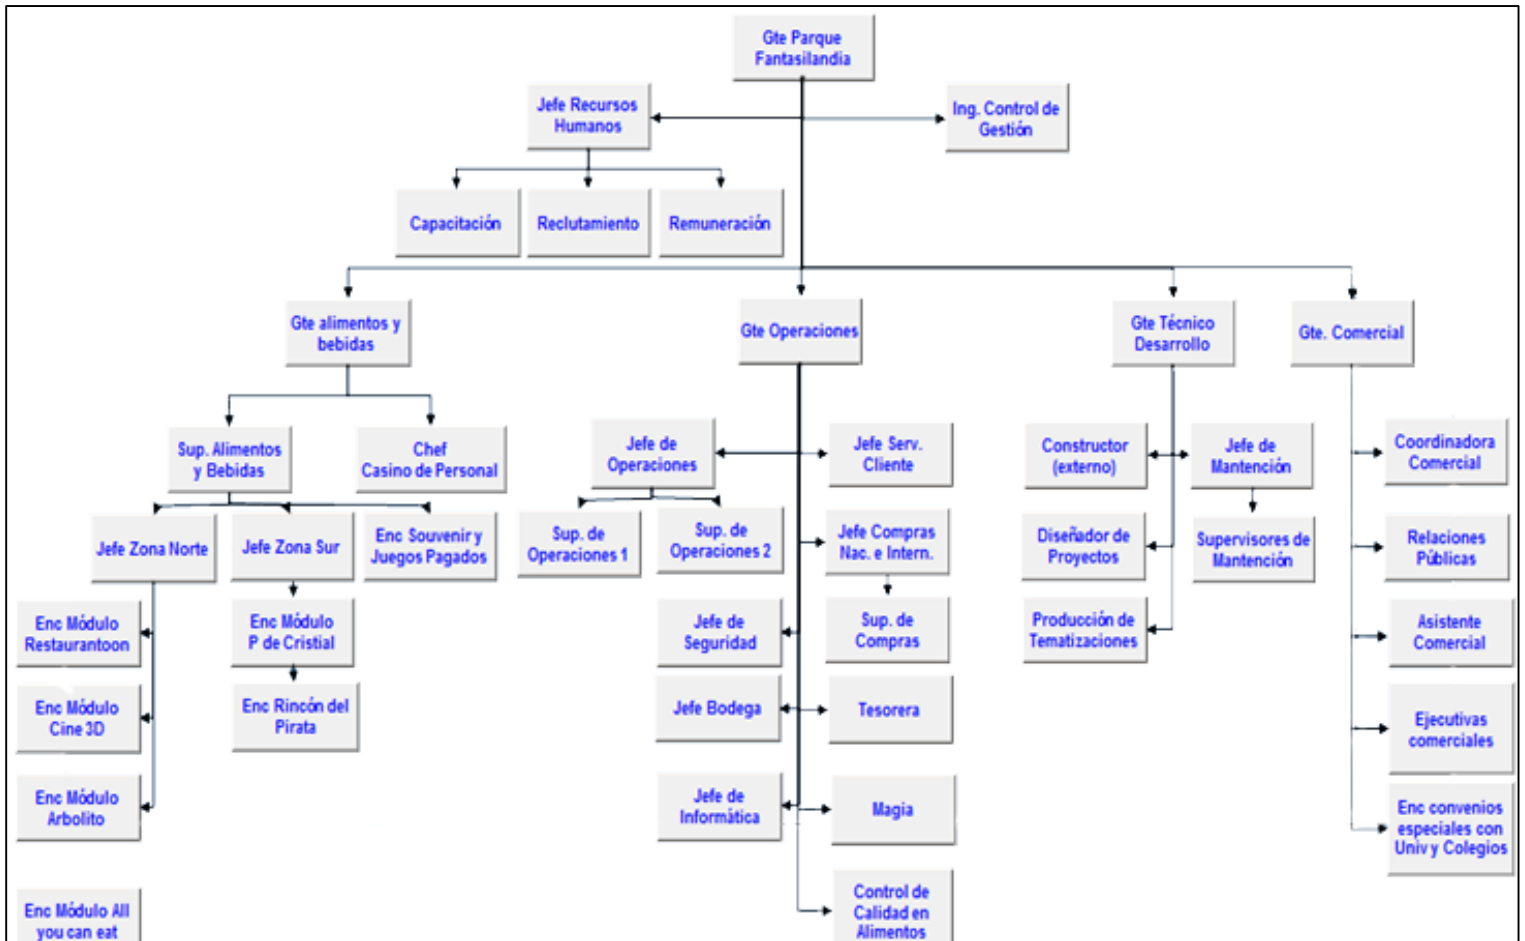 Gte Parque
Fantasilandia
Jefe Recursos
Humanos
Ing. Control de
Gestión
Capacitación
Reclutamiento
Remuneración
Gte alimentos y
bebidas
Gte Operaciones
Gte Técnico
Desarrollo
Gte. Comercial
Sup. Alimentos
y Bebidas
Chef
Casino de Personal
Jefe de
Operaciones
Jefe Serv.
Cliente
Constructor
(externo)
Jefe de
Mantención
Coordinadora
Comercial
Jefe Zona Norte
Jefe Zona Sur
Enc Souvenir y
Juegos Pagados
Sup. de
Operaciones 1
Sup. de
Operaciones 2
Jefe Compras
Nac. e Intern.
Diseñador de
Proyectos
Supervisores de
Mantención
Relaciones
Públicas
Enc Módulo
Restaurantoon
Enc Módulo
P de Cristial
Jefe de
Seguridad
Sup. de
Compras
Producción de
Tematizaciones
Asistente
Comercial
Enc Módulo
Cine 3D
Enc Rincón del
Pirata
Jefe Bodega
Tesorera
Ejecutivas
comerciales
Enc Módulo
Arbolito
Jefe de
Informática
Magia
Enc convenios
especiales con
Univ y Colegios
Enc Módulo All
you can eat
Control de
Calidad en
Alimentos